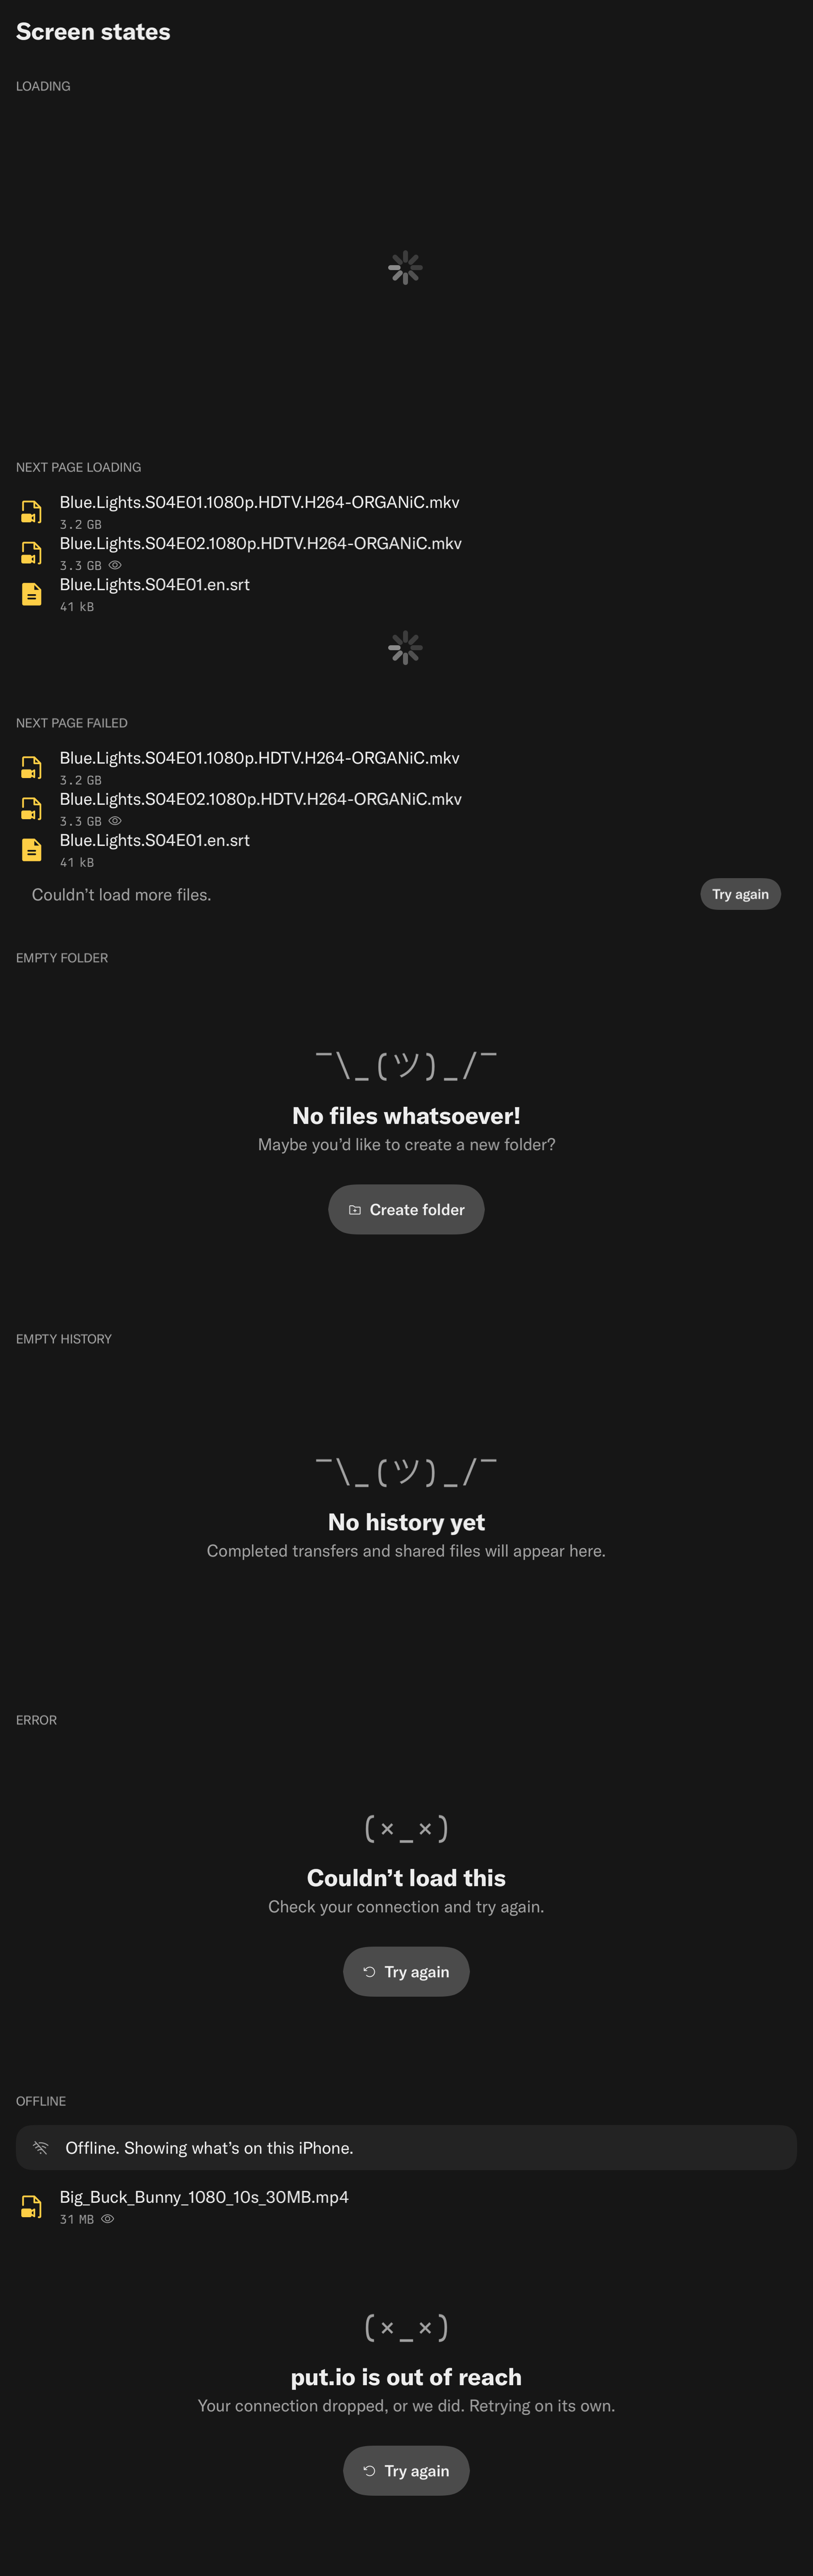 Screen states
LOADING
NEXT PAGE LOADING
Blue.Lights.S04E01.1080p.HDTV.H264-ORGANiC.mkv
3.2 GB
Blue.Lights.S04E02.1080p.HDTV.H264-ORGANiC.mkv
3.3 GB
Blue.Lights.S04E01.en.srt
41 kB
NEXT PAGE FAILED
Blue.Lights.S04E01.1080p.HDTV.H264-ORGANiC.mkv
3.2 GB
Blue.Lights.S04E02.1080p.HDTV.H264-ORGANiC.mkv
3.3 GB
Blue.Lights.S04E01.en.srt
41 kB
Couldn’t load more files. Try again
EMPTY FOLDER
¯\_(ツ)_/¯
No files whatsoever!
Maybe you’d like to create a new folder?
Create folder
EMPTY HISTORY
¯\_(ツ)_/¯
No history yet
Completed transfers and shared files will appear here.
ERROR
(×_×)
Couldn’t load this
Check your connection and try again.
Try again
OFFLINE
Offline. Showing what’s on this iPhone.
Big_Buck_Bunny_1080_10s_30MB.mp4
31 MB
(×_×)
put.io is out of reach
Your connection dropped, or we did. Retrying on its own.
Try again